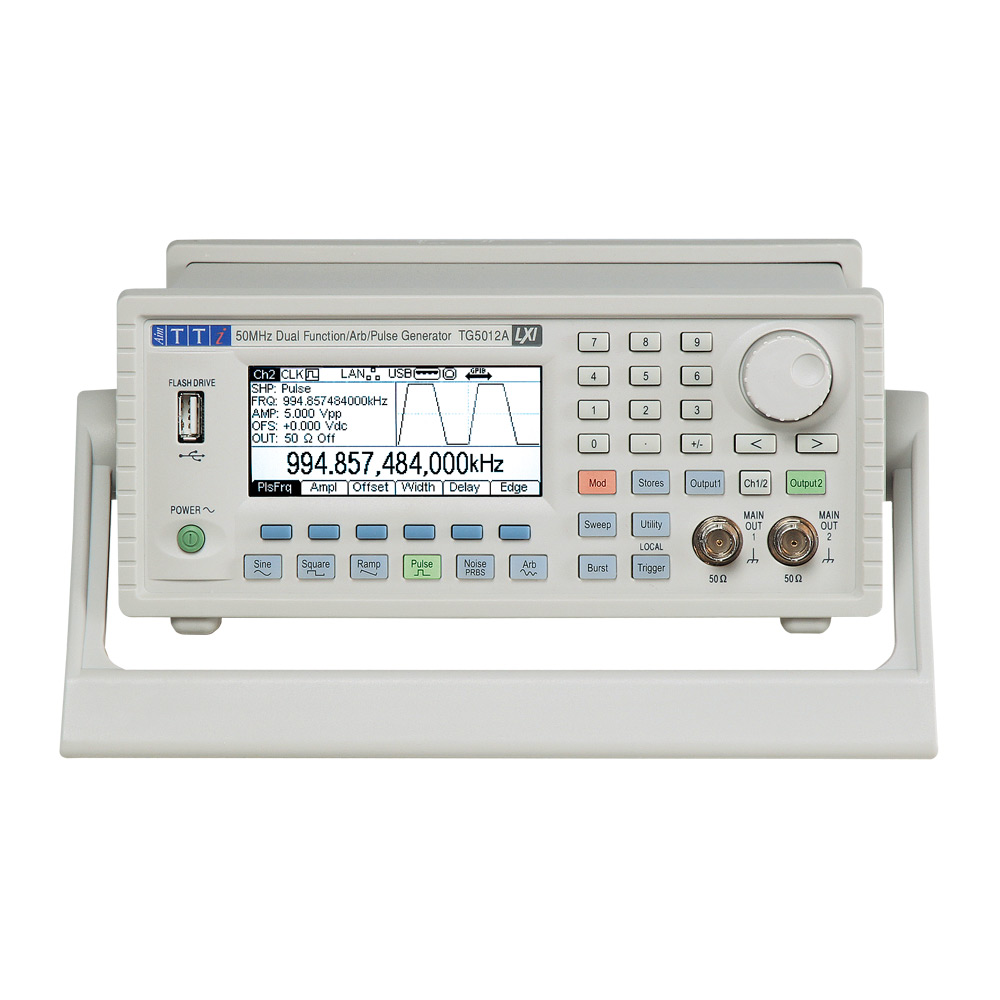 Aim TTi 50MHz Dual Function/Arb/Pulse Generator TG5012A LXI
FLASH DRIVE
POWER
Ch2 CLK LAN USB GPIB
SHP: Pulse
FRQ: 994.857484000kHz
AMP: 5.000 Vpp
OFS: +0.000 Vdc
OUT: 50 Ω Off
994.857,484,000kHz
PlsFrq Ampl Offset Width Delay Edge
Sine Square Ramp Pulse Noise PRBS Arb
7 8 9
4 5 6
1 2 3
0 . +/- < >
Mod Stores Output1 Ch1/2 Output2
Sweep Utility
LOCAL
Burst Trigger
MAIN OUT 1
50Ω
MAIN OUT 2
50Ω